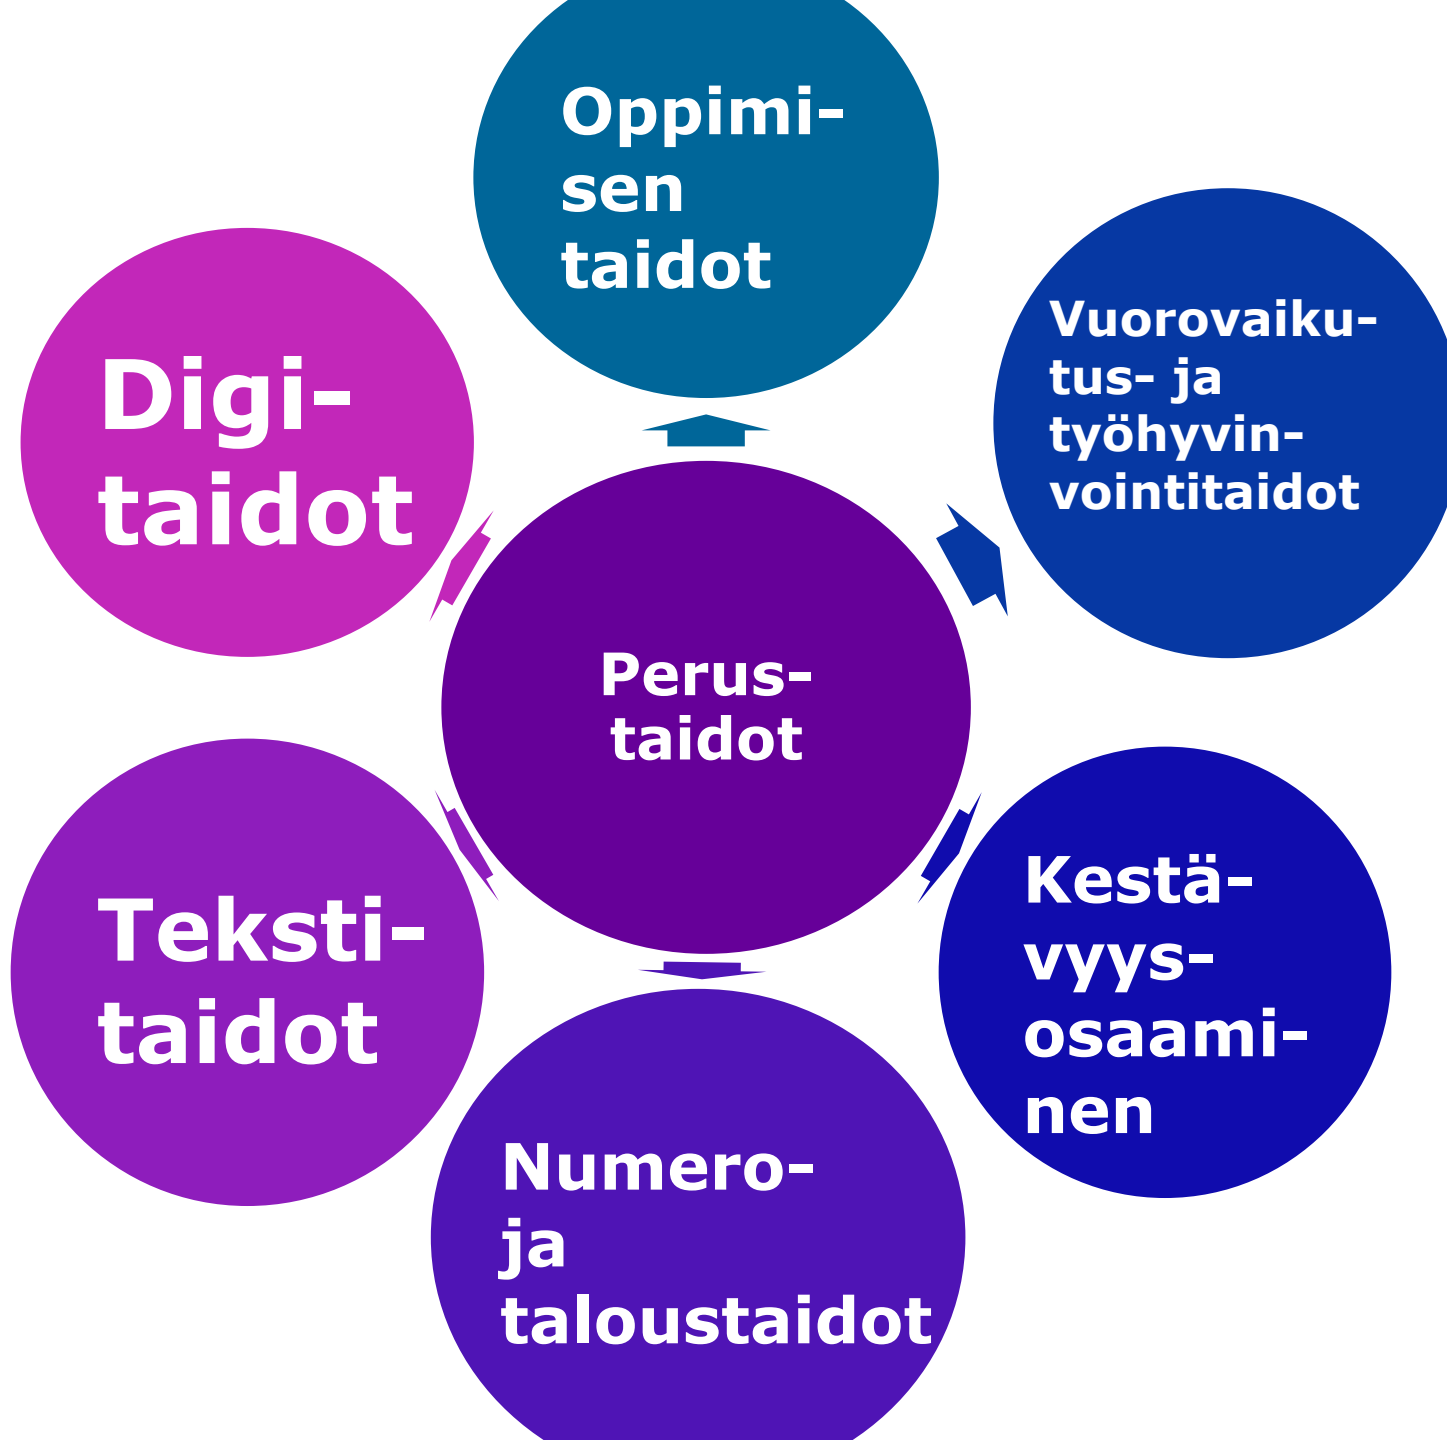 Oppimi-
sen
taidot
Vuorovaiku-
tus- ja
työhyvin-
vointitaidot
Digi-
taidot
Perus-
taidot
Kestä-
vyys-
osaami-
nen
Teksti-
taidot
Numero-
ja
taloustaidot